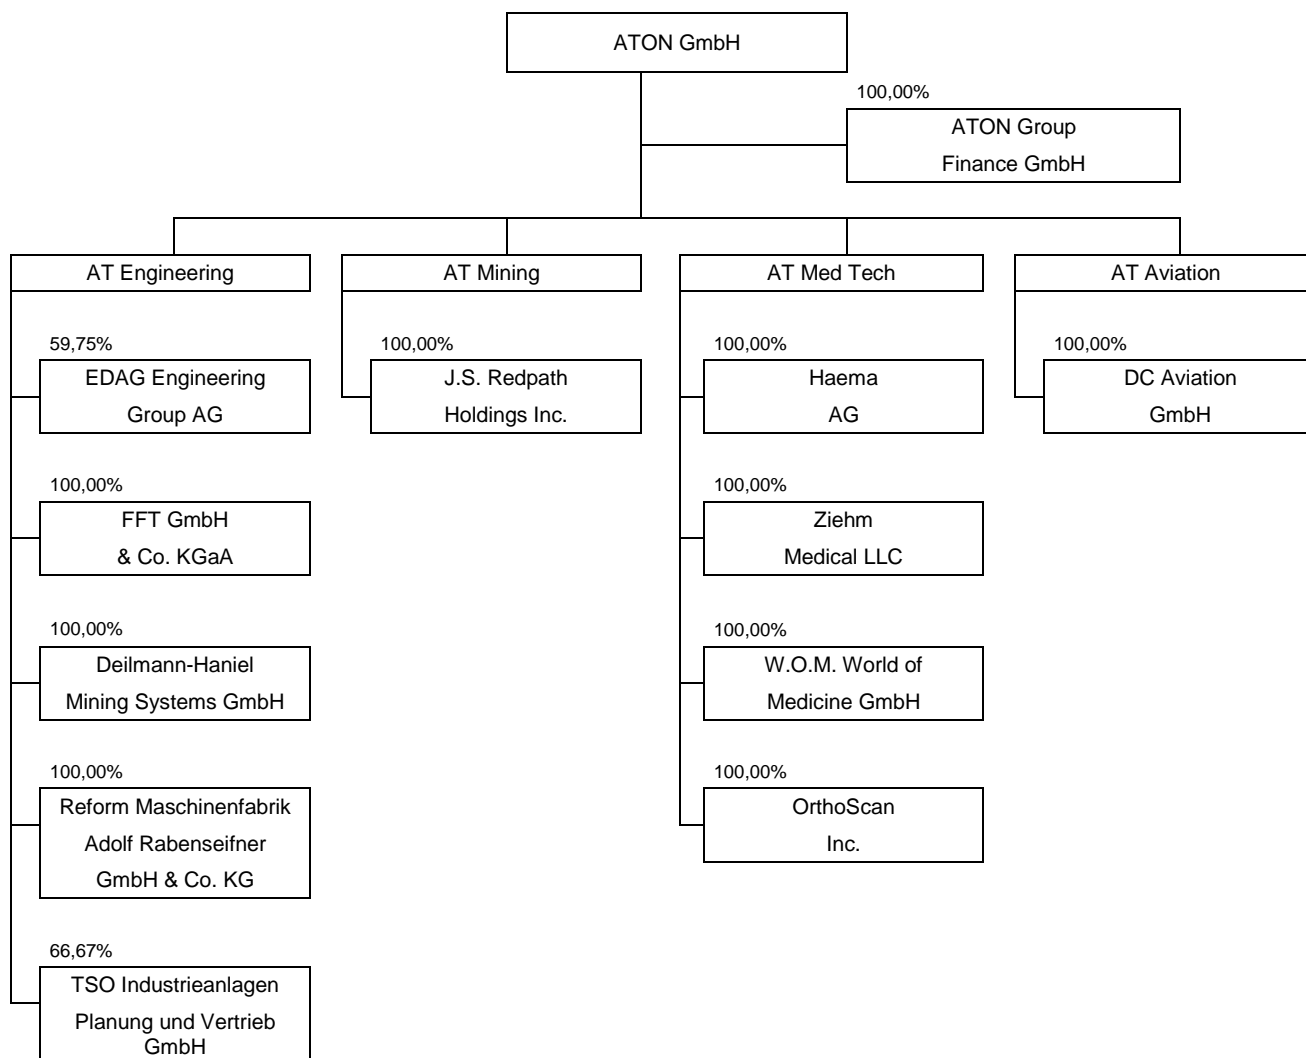 ATON GmbH
100,00%
ATON Group
Finance GmbH
AT Engineering
AT Mining
AT Med Tech
AT Aviation
59,75%
EDAG Engineering
Group AG
100,00%
J.S. Redpath
Holdings Inc.
100,00%
Haema
AG
100,00%
DC Aviation
GmbH
100,00%
FFT GmbH
& Co. KGaA
100,00%
Ziehm
Medical LLC
100,00%
Deilmann-Haniel
Mining Systems GmbH
100,00%
W.O.M. World of
Medicine GmbH
100,00%
Reform Maschinenfabrik
Adolf Rabenseifner
GmbH & Co. KG
100,00%
OrthoScan
Inc.
66,67%
TSO Industrieanlagen
Planung und Vertrieb
GmbH